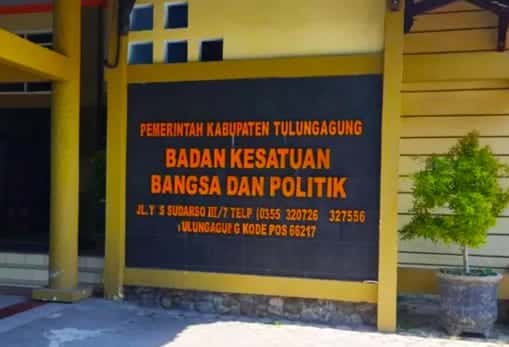 PEMERINTAH KABUPATEN TULUNGAGUNG
BADAN KESATUAN
BANGSA DAN POLITIK
JL. Y S SUDARSO III/7 TELP (0355 320726 327556
ULUNGAGU G KODE POS 66217